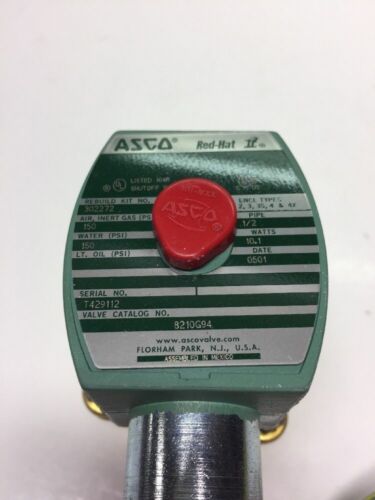 ASCO® Red-Hat II®
UL LISTED
SHUTOFF
REBUILD KIT NO.
302272
ENCL TYPES
2, 3, 3S, 4 & 4X
AIR, INERT GAS (PSI)
150
PIPE
1/2
WATER (PSI)
150
WATTS
10.1
LT. OIL (PSI)
DATE
0501
ASCO
SERIAL NO.
T429112
VALVE CATALOG NO.
8210G94
www.ascovalve.com
FLORHAM PARK, N.J., U.S.A.
ASSEMBLED IN MEXICO